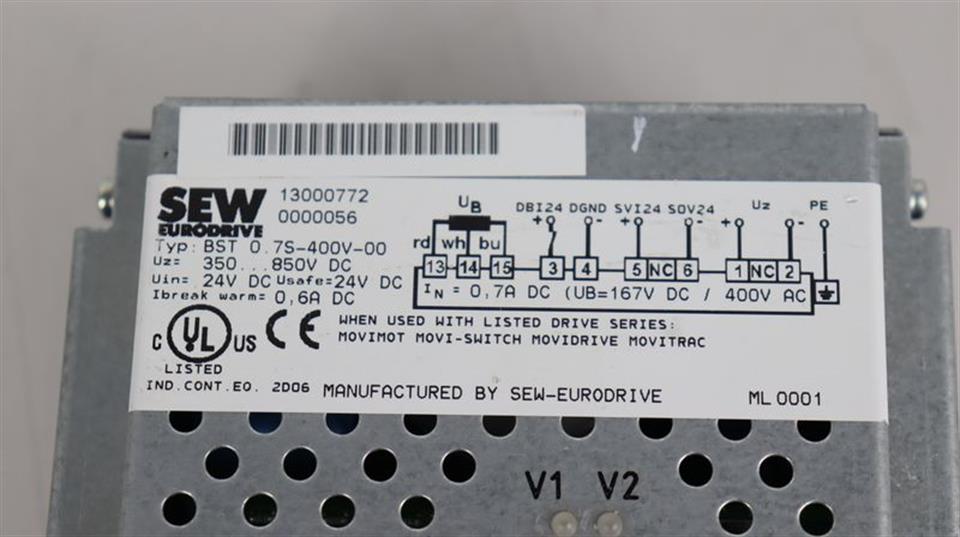 SEW
EURODRIVE
13000772
0000056
Typ: BST 0.7S-400V-00
Uz= 350...850V DC
Uin= 24V DC Usafe=24V DC
Ibreak warm= 0,6A DC
UB
DBI24 DGND SVI24 SOV24 Uz PE
+ - + - + -
rd wh bu
13 14 15 3 4 5 NC 6 1 NC 2
IN = 0,7A DC (UB=167V DC / 400V AC
C UL US CE
LISTED
WHEN USED WITH LISTED DRIVE SERIES:
MOVIMOT MOVI-SWITCH MOVIDRIVE MOVITRAC
IND.CONT.EQ. 2D06 MANUFACTURED BY SEW-EURODRIVE ML 0001
V1 V2